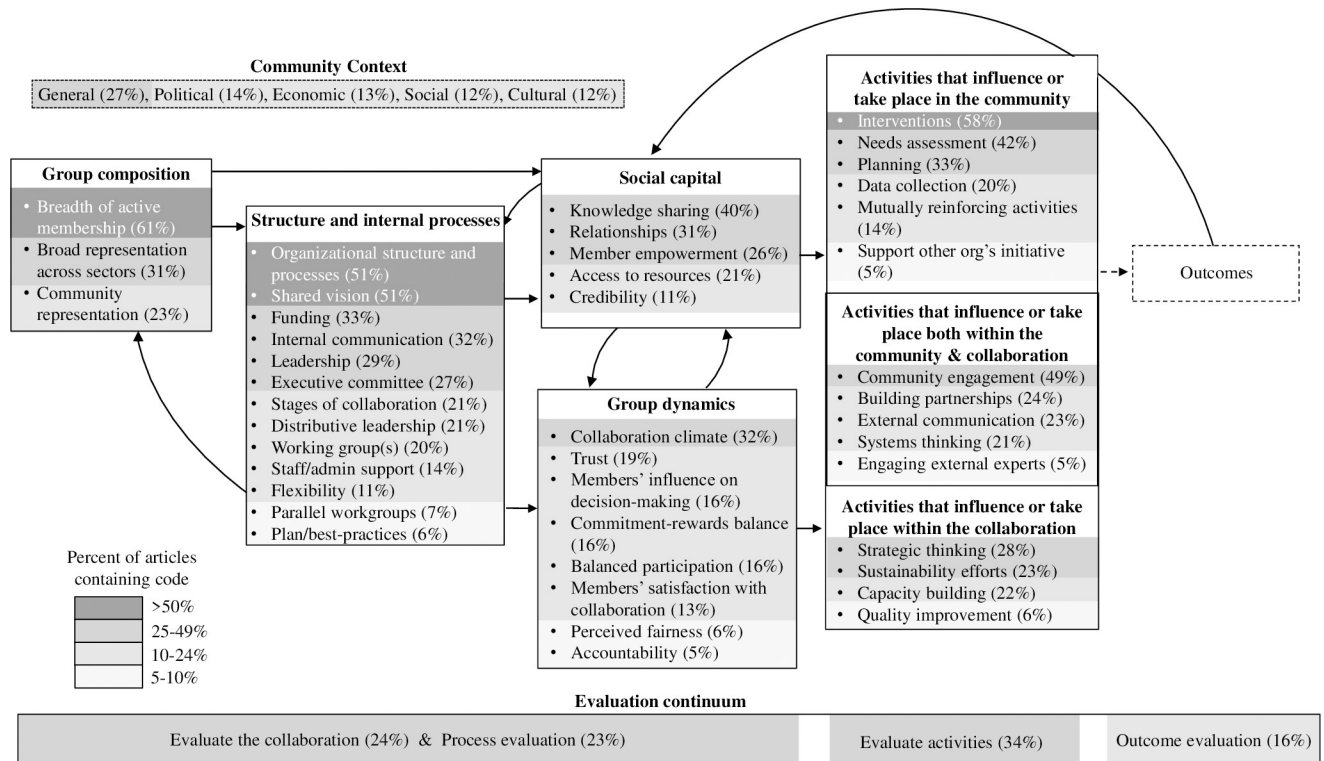 Community Context
General (27%), Political (14%), Economic (13%), Social (12%), Cultural (12%)
Group composition
• Breadth of active
membership (61%)
• Broad representation
across sectors (31%)
• Community
representation (23%)
Structure and internal processes
• Organizational structure and
processes (51%)
• Shared vision (51%)
• Funding (33%)
• Internal communication (32%)
• Leadership (29%)
• Executive committee (27%)
• Stages of collaboration (21%)
• Distributive leadership (21%)
• Working group(s) (20%)
• Staff/admin support (14%)
• Flexibility (11%)
• Parallel workgroups (7%)
• Plan/best-practices (6%)
Social capital
• Knowledge sharing (40%)
• Relationships (31%)
• Member empowerment (26%)
• Access to resources (21%)
• Credibility (11%)
Group dynamics
• Collaboration climate (32%)
• Trust (19%)
• Members' influence on
decision-making (16%)
• Commitment-rewards balance
(16%)
• Balanced participation (16%)
• Members' satisfaction with
collaboration (13%)
• Perceived fairness (6%)
• Accountability (5%)
Activities that influence or
take place in the community
• Interventions (58%)
• Needs assessment (42%)
• Planning (33%)
• Data collection (20%)
• Mutually reinforcing activities
(14%)
• Support other org's initiative
(5%)
Activities that influence or take
place both within the
community & collaboration
• Community engagement (49%)
• Building partnerships (24%)
• External communication (23%)
• Systems thinking (21%)
• Engaging external experts (5%)
Activities that influence or take
place within the collaboration
• Strategic thinking (28%)
• Sustainability efforts (23%)
• Capacity building (22%)
• Quality improvement (6%)
Outcomes
Percent of articles
containing code
>50%
25-49%
10-24%
5-10%
Evaluation continuum
Evaluate the collaboration (24%) & Process evaluation (23%)
Evaluate activities (34%)
Outcome evaluation (16%)